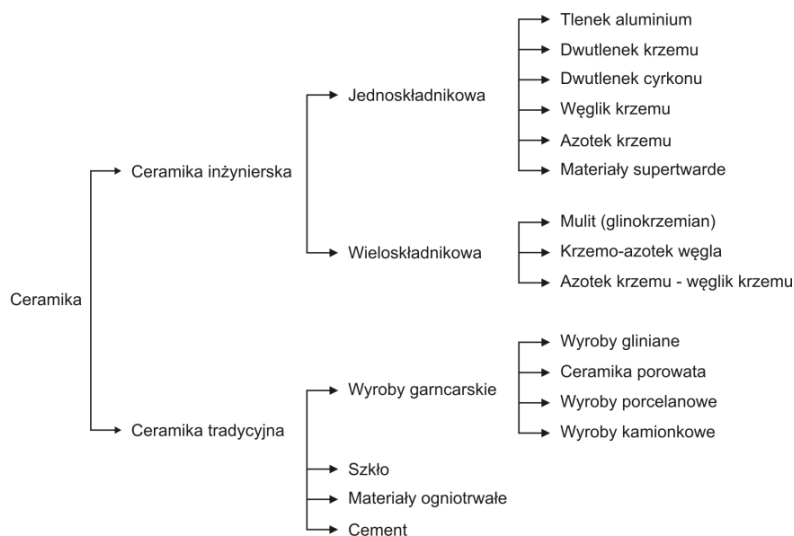 Ceramika
Ceramika inżynierska
Jednoskładnikowa
Tlenek aluminium
Dwutlenek krzemu
Dwutlenek cyrkonu
Węglik krzemu
Azotek krzemu
Materiały supertwarde
Wieloskładnikowa
Mulit (glinokrzemian)
Krzemo-azotek węgla
Azotek krzemu - węglik krzemu
Ceramika tradycyjna
Wyroby garncarskie
Wyroby gliniane
Ceramika porowata
Wyroby porcelanowe
Wyroby kamionkowe
Szkło
Materiały ogniotrwałe
Cement